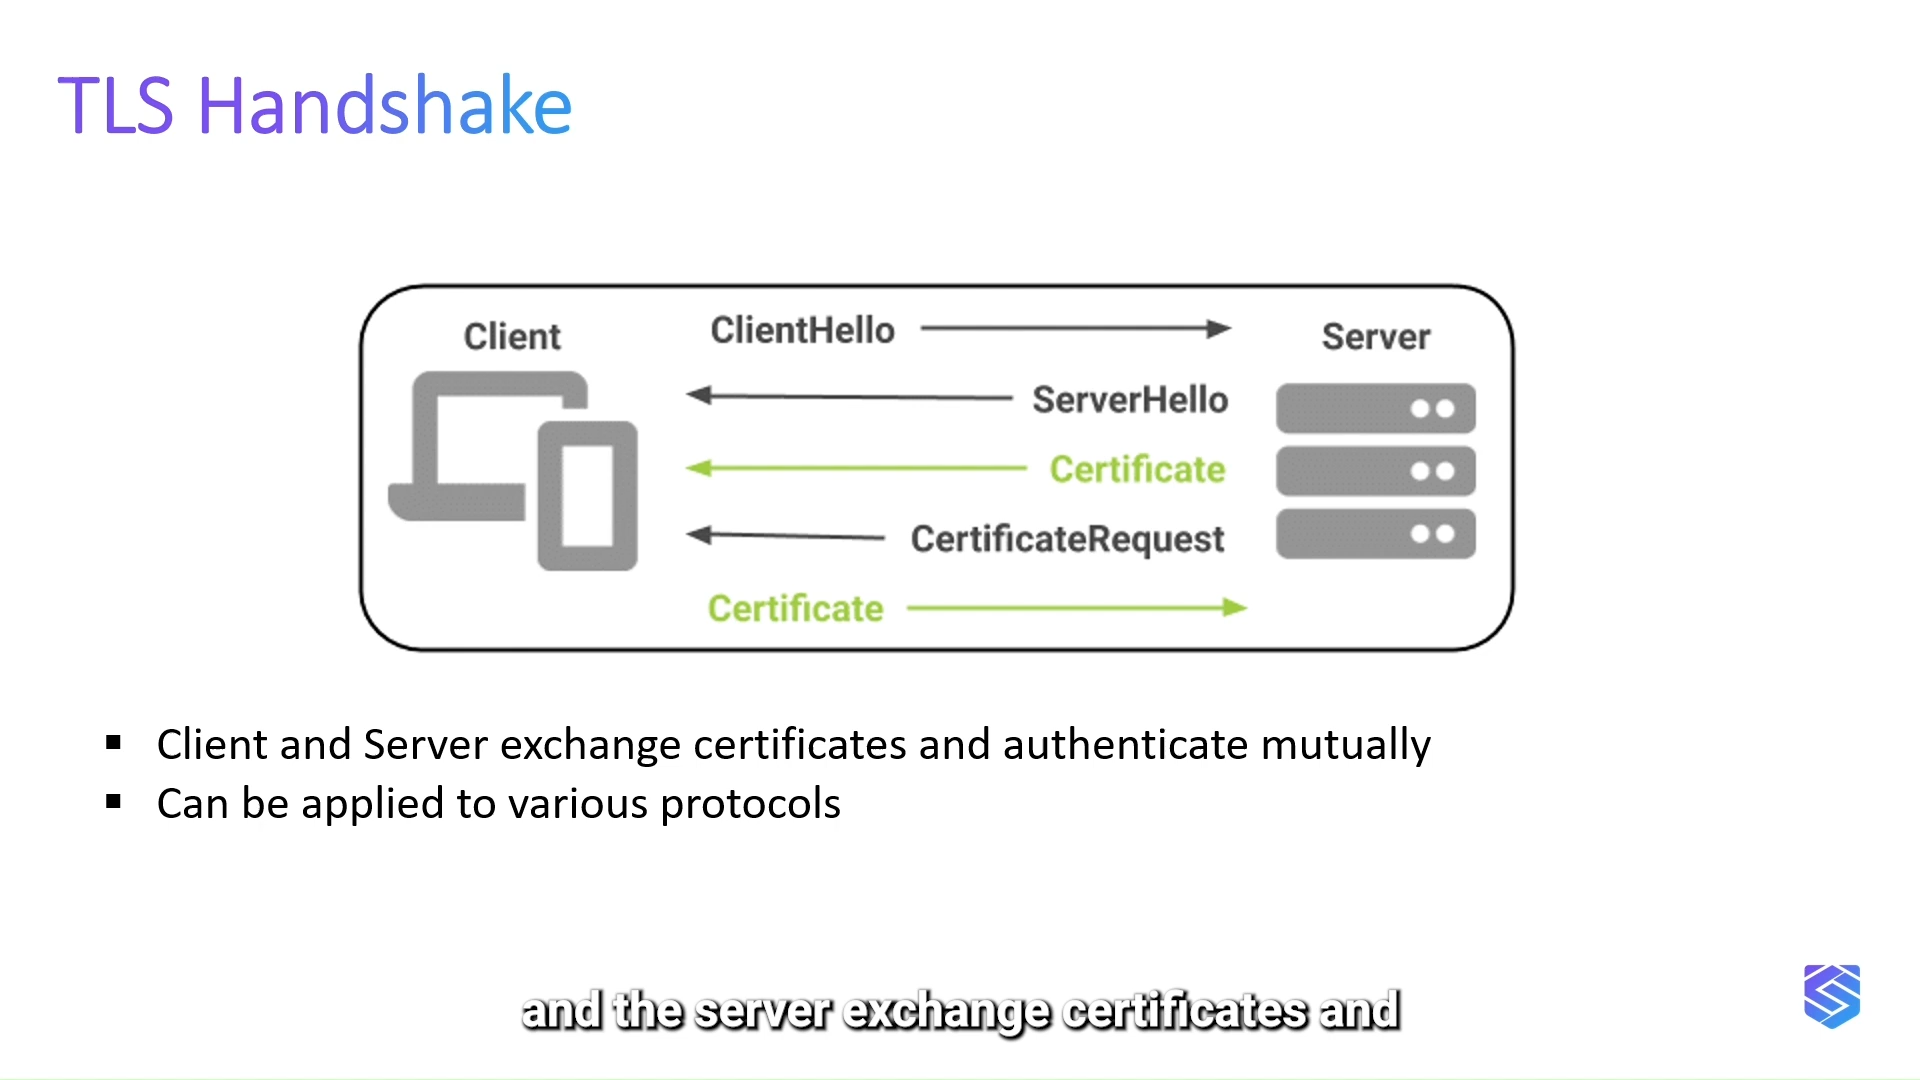 TLS Handshake
Client
ClientHello
Server
ServerHello
Certificate
CertificateRequest
Certificate
▪ Client and Server exchange certificates and authenticate mutually
▪ Can be applied to various protocols
and the server exchange certificates and